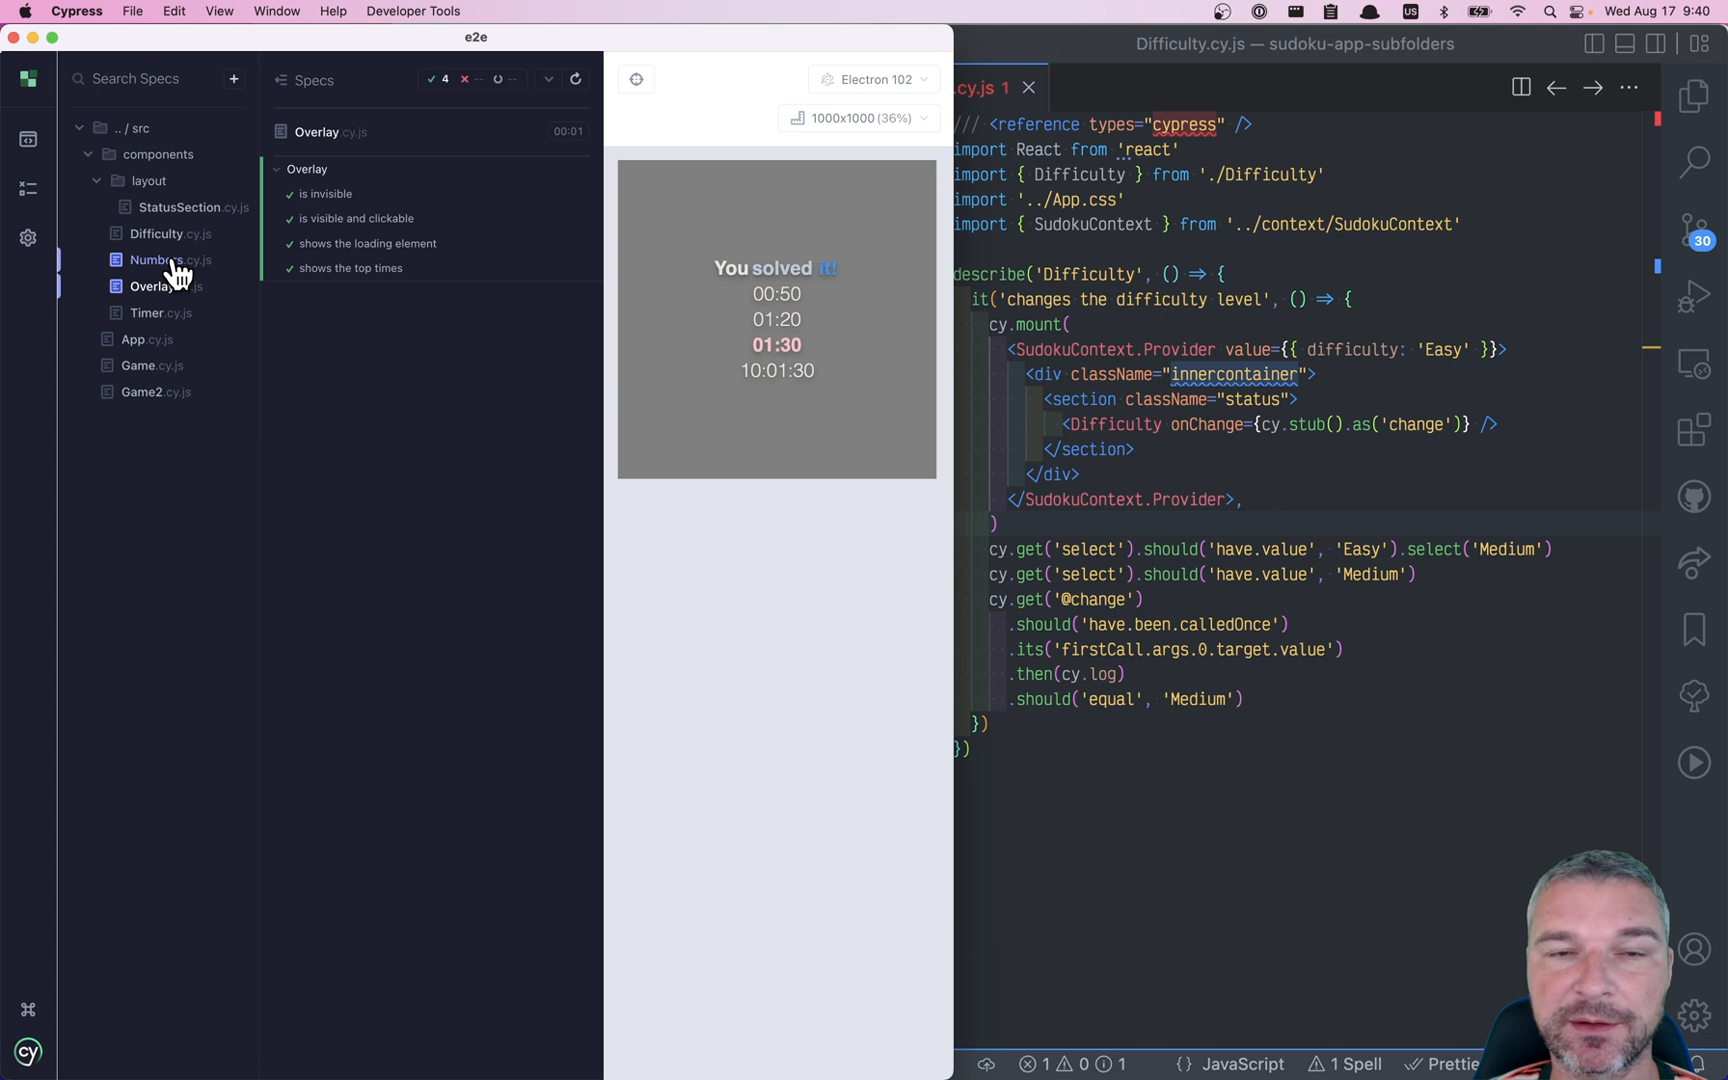 Cypress File Edit View Window Help Developer Tools
US
Wed Aug 17 9:40
e2e
Search Specs
+
.. / src
components
layout
StatusSection.cy.js
Difficulty.cy.js
Numbers.cy.js
Timer.cy.js
App.cy.js
Game.cy.js
Game2.cy.js
cy
Specs
4 -- --
Overlay.cy.js 00:01
Overlay
is invisible
is visible and clickable
shows the loading element
shows the top times
Electron 102
1000x1000 (36%)
You solved it!
00:50
01:20
01:30
10:01:30
Difficulty.cy.js — sudoku-app-subfolders
.cy.js 1
/// <reference types="cypress" />
import React from 'react'
import { Difficulty } from './Difficulty'
import '../App.css'
import { SudokuContext } from '../context/SudokuContext'
describe('Difficulty', () => {
it('changes the difficulty level', () => {
cy.mount(
<SudokuContext.Provider value={{ difficulty: 'Easy' }}>
<div className="innercontainer">
<section className="status">
<Difficulty onChange={cy.stub().as('change')} />
</section>
</div>
</SudokuContext.Provider>,
)
cy.get('select').should('have.value', 'Easy').select('Medium')
cy.get('select').should('have.value', 'Medium')
cy.get('@change')
.should('have.been.calledOnce')
.its('firstCall.args.0.target.value')
.then(cy.log)
.should('equal', 'Medium')
})
})
30
1 0 1 {} JavaScript 1 Spell Prettie